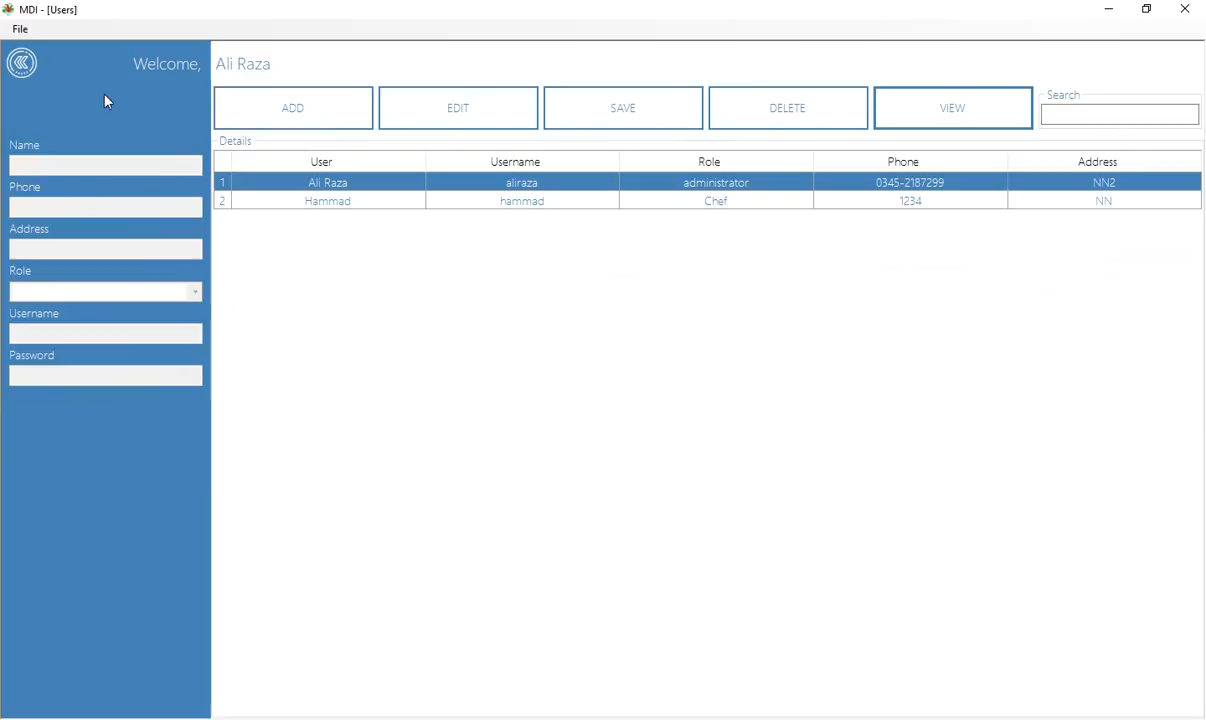 MDI - [Users]
File
Welcome, Ali Raza
ADD EDIT SAVE DELETE VIEW
Search
Details
Name
Phone
Address
Role
Username
Password
User Username Role Phone Address
1 Ali Raza aliraza administrator 0345-2187299 NN2
2 Hammad hammad Chef 1234 NN